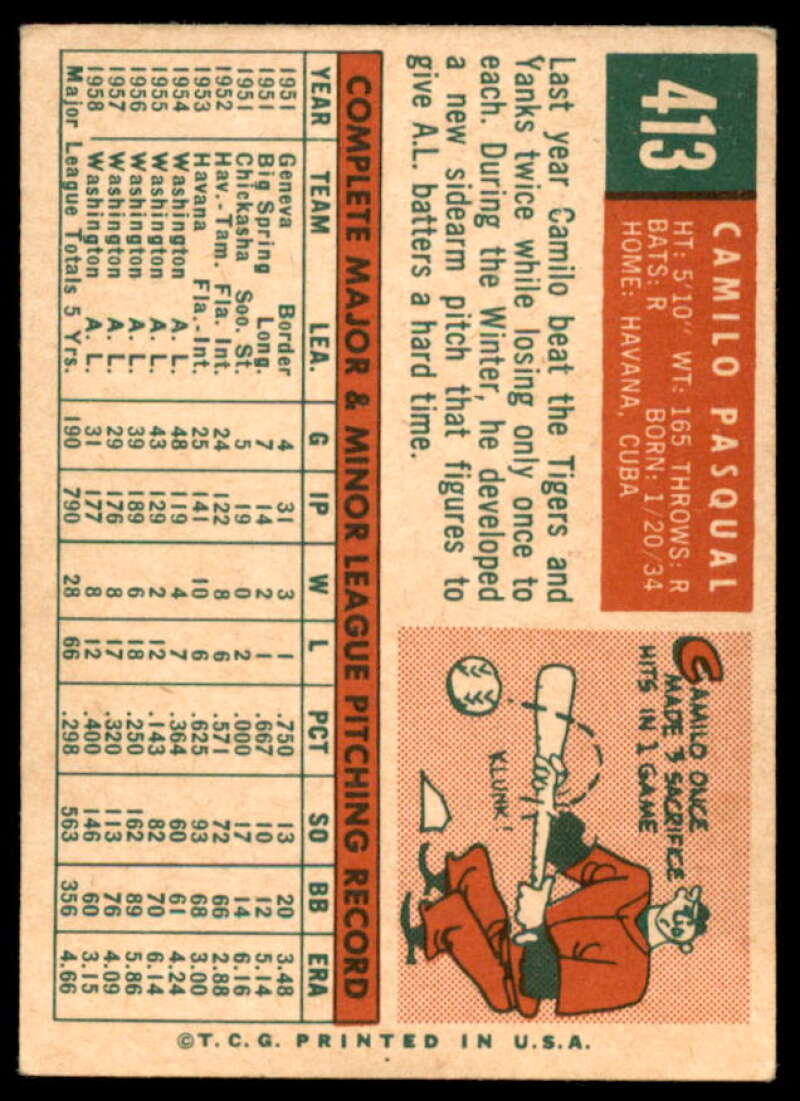 413
CAMILO PASQUAL
HT: 5'10" WT: 165 THROWS: R
BATS: R BORN: 1/20/34
HOME: HAVANA, CUBA
Last year Camilo beat the Tigers and
Yanks twice while losing only once to
each. During the Winter, he developed
a new sidearm pitch that figures to
give A.L. batters a hard time.
CAMILO ONCE
MADE 3 SACRIFICE
HITS IN 1 GAME
KLUNK!
COMPLETE MAJOR & MINOR LEAGUE PITCHING RECORD
YEAR TEAM LEA. G IP W L PCT SO BB ERA
1951 Geneva Border 4 31 3 1 .750 13 20 3.48
1951 Big Spring Long. 7 14 2 1 .667 10 12 5.14
1951 Chickasha Soo. St. 5 19 0 2 .000 17 14 6.16
1952 Hav.-Tam. Fla. Int. 24 122 8 6 .571 72 66 2.88
1953 Havana Fla.-Int. 25 141 10 6 .625 93 68 3.00
1954 Washington A. L. 48 119 4 7 .364 60 61 4.24
1955 Washington A. L. 43 129 2 12 .143 82 70 6.14
1956 Washington A. L. 39 189 6 18 .250 162 89 5.86
1957 Washington A. L. 29 176 8 17 .320 113 76 4.09
1958 Washington A. L. 31 177 8 12 .400 146 60 3.15
Major League Totals 5 Yrs. 190 790 28 66 .298 563 356 4.66
©T.C.G. PRINTED IN U.S.A.